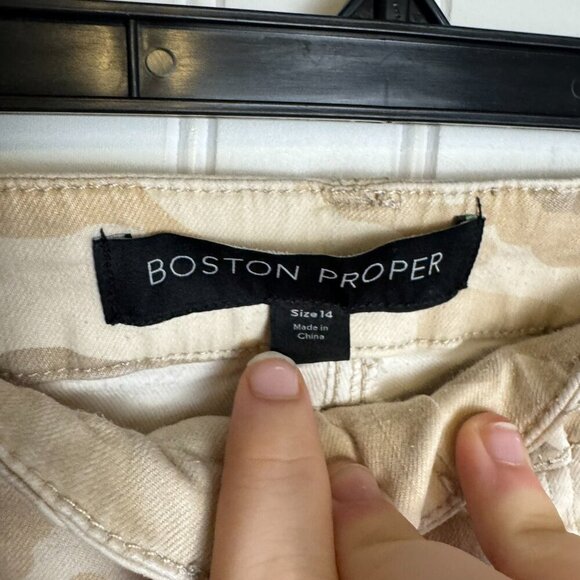 BOSTON PROPER
Size 14
Made in
China